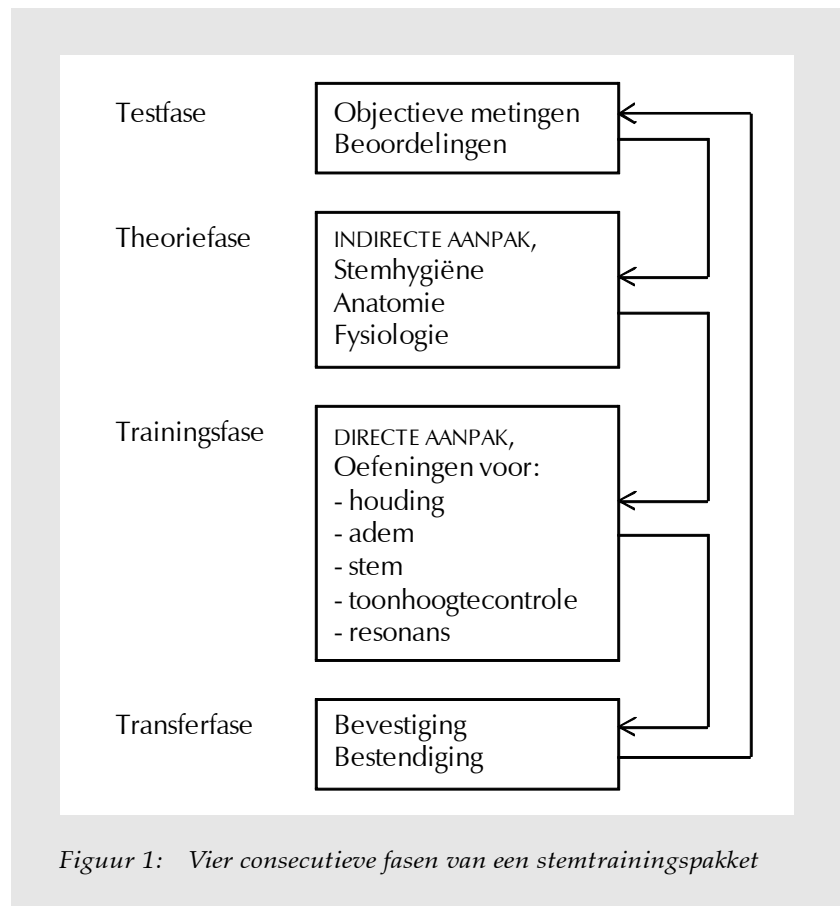 Testfase
Objectieve metingen
Beoordelingen
Theoriefase
INDIRECTE AANPAK,
Stemhygiëne
Anatomie
Fysiologie
Trainingsfase
DIRECTE AANPAK,
Oefeningen voor:
- houding
- adem
- stem
- toonhoogtecontrole
- resonans
Transferfase
Bevestiging
Bestendiging
Figuur 1: Vier consecutieve fasen van een stemtrainingspakket